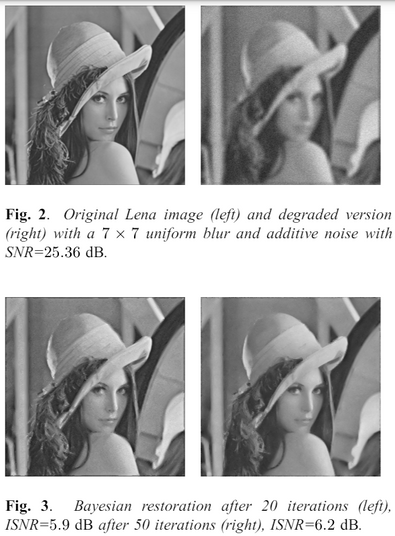 Fig. 2. Original Lena image (left) and degraded version
(right) with a 7 × 7 uniform blur and additive noise with
SNR=25.36 dB.
Fig. 3. Bayesian restoration after 20 iterations (left),
ISNR=5.9 dB after 50 iterations (right), ISNR=6.2 dB.